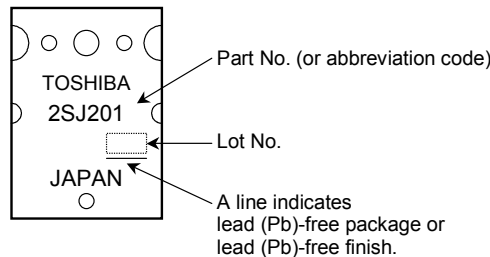 TOSHIBA
2SJ201
JAPAN
Part No. (or abbreviation code)
Lot No.
A line indicates
lead (Pb)-free package or
lead (Pb)-free finish.